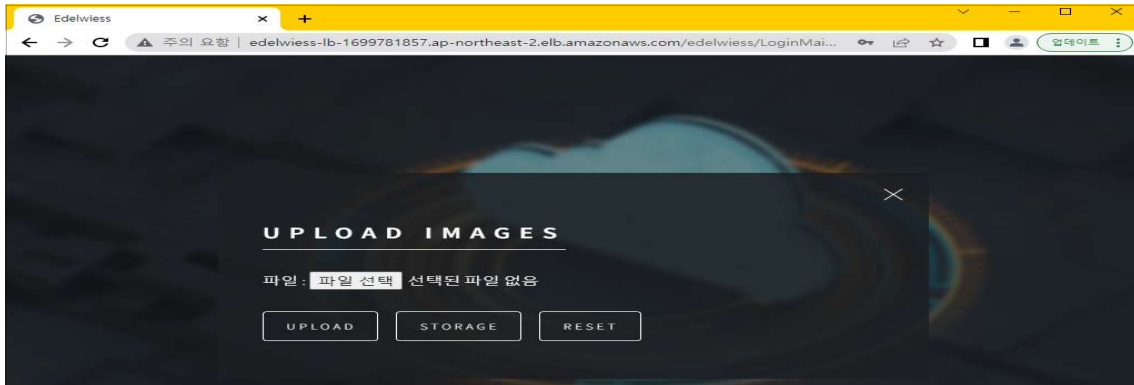 Edelwiess
주의 요함 | edelwiess-lb-1699781857.ap-northeast-2.elb.amazonaws.com/edelwiess/LoginMai... 업데이트
UPLOAD IMAGES
파일 : 파일 선택 선택된 파일 없음
UPLOAD STORAGE RESET